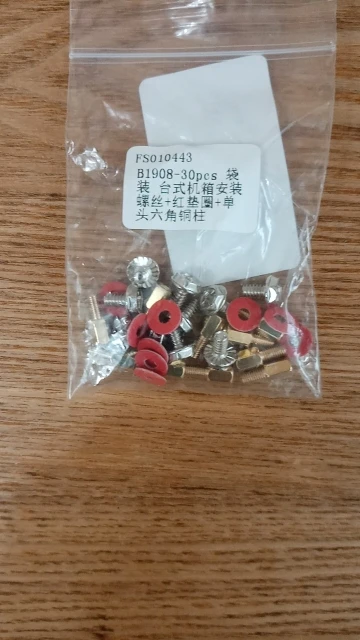 FS010443
B1908-30pcs 袋
装 台式机箱安装
螺丝+红垫圈+单
头六角铜柱